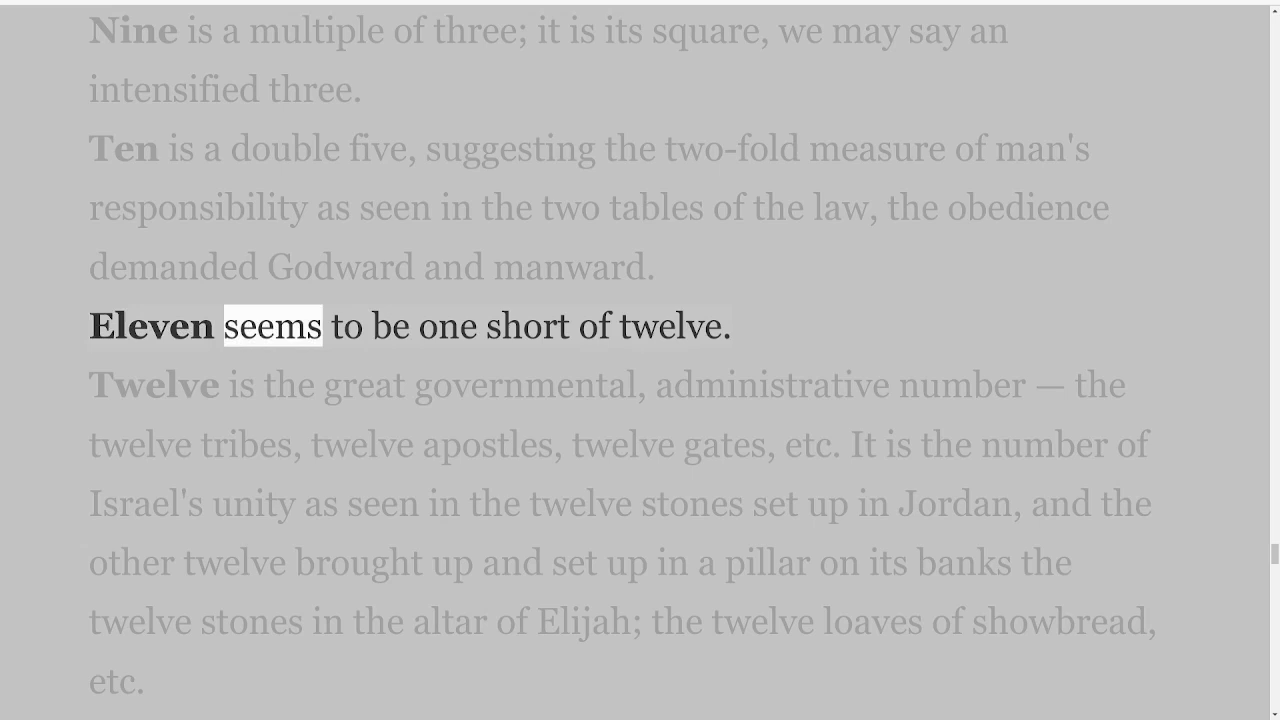 Nine is a multiple of three; it is its square, we may say an
intensified three.
Ten is a double five, suggesting the two-fold measure of man's
responsibility as seen in the two tables of the law, the obedience
demanded Godward and manward.
Eleven seems to be one short of twelve.
Twelve is the great governmental, administrative number — the
twelve tribes, twelve apostles, twelve gates, etc. It is the number of
Israel's unity as seen in the twelve stones set up in Jordan, and the
other twelve brought up and set up in a pillar on its banks the
twelve stones in the altar of Elijah; the twelve loaves of showbread,
etc.